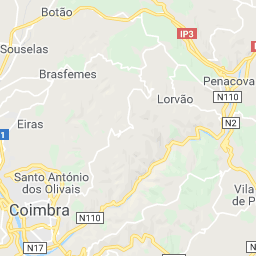 Botão
Souselas
IP3
Brasfemes
Penacova
Lorvão
N110
Eiras
N2
1
Santo António
dos Olivais
Vila
de P
Coimbra
N110
N17